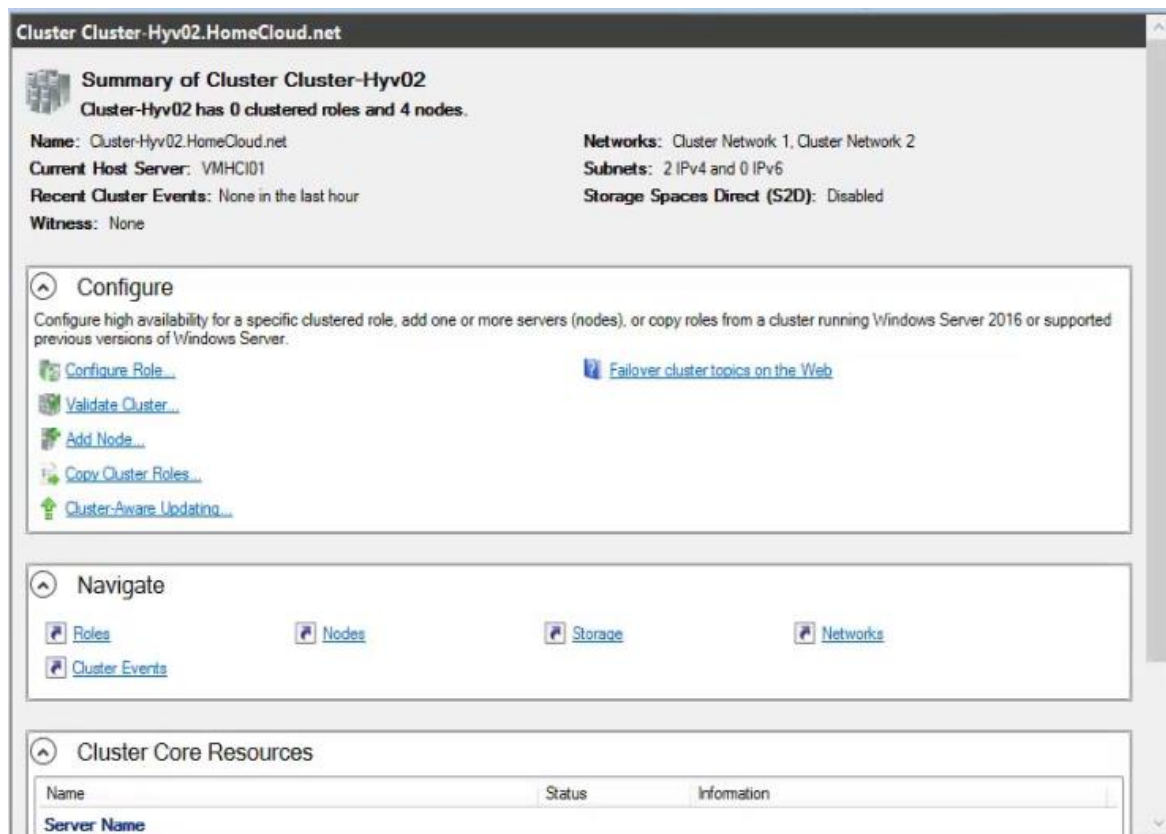 Cluster Cluster-Hyv02.HomeCloud.net
Summary of Cluster Cluster-Hyv02
Cluster-Hyv02 has 0 clustered roles and 4 nodes.
Name: Cluster-Hyv02.HomeCloud.net
Networks: Cluster Network 1, Cluster Network 2
Current Host Server: VMHCI01
Subnets: 2 IPv4 and 0 IPv6
Recent Cluster Events: None in the last hour
Storage Spaces Direct (S2D): Disabled
Witness: None
Configure
Configure high availability for a specific clustered role, add one or more servers (nodes), or copy roles from a cluster running Windows Server 2016 or supported
previous versions of Windows Server.
Configure Role...
Failover cluster topics on the Web
Validate Cluster...
Add Node...
Copy Cluster Roles...
Cluster-Aware Updating...
Navigate
Roles
Nodes
Storage
Networks
Cluster Events
Cluster Core Resources
Name Status Information
Server Name